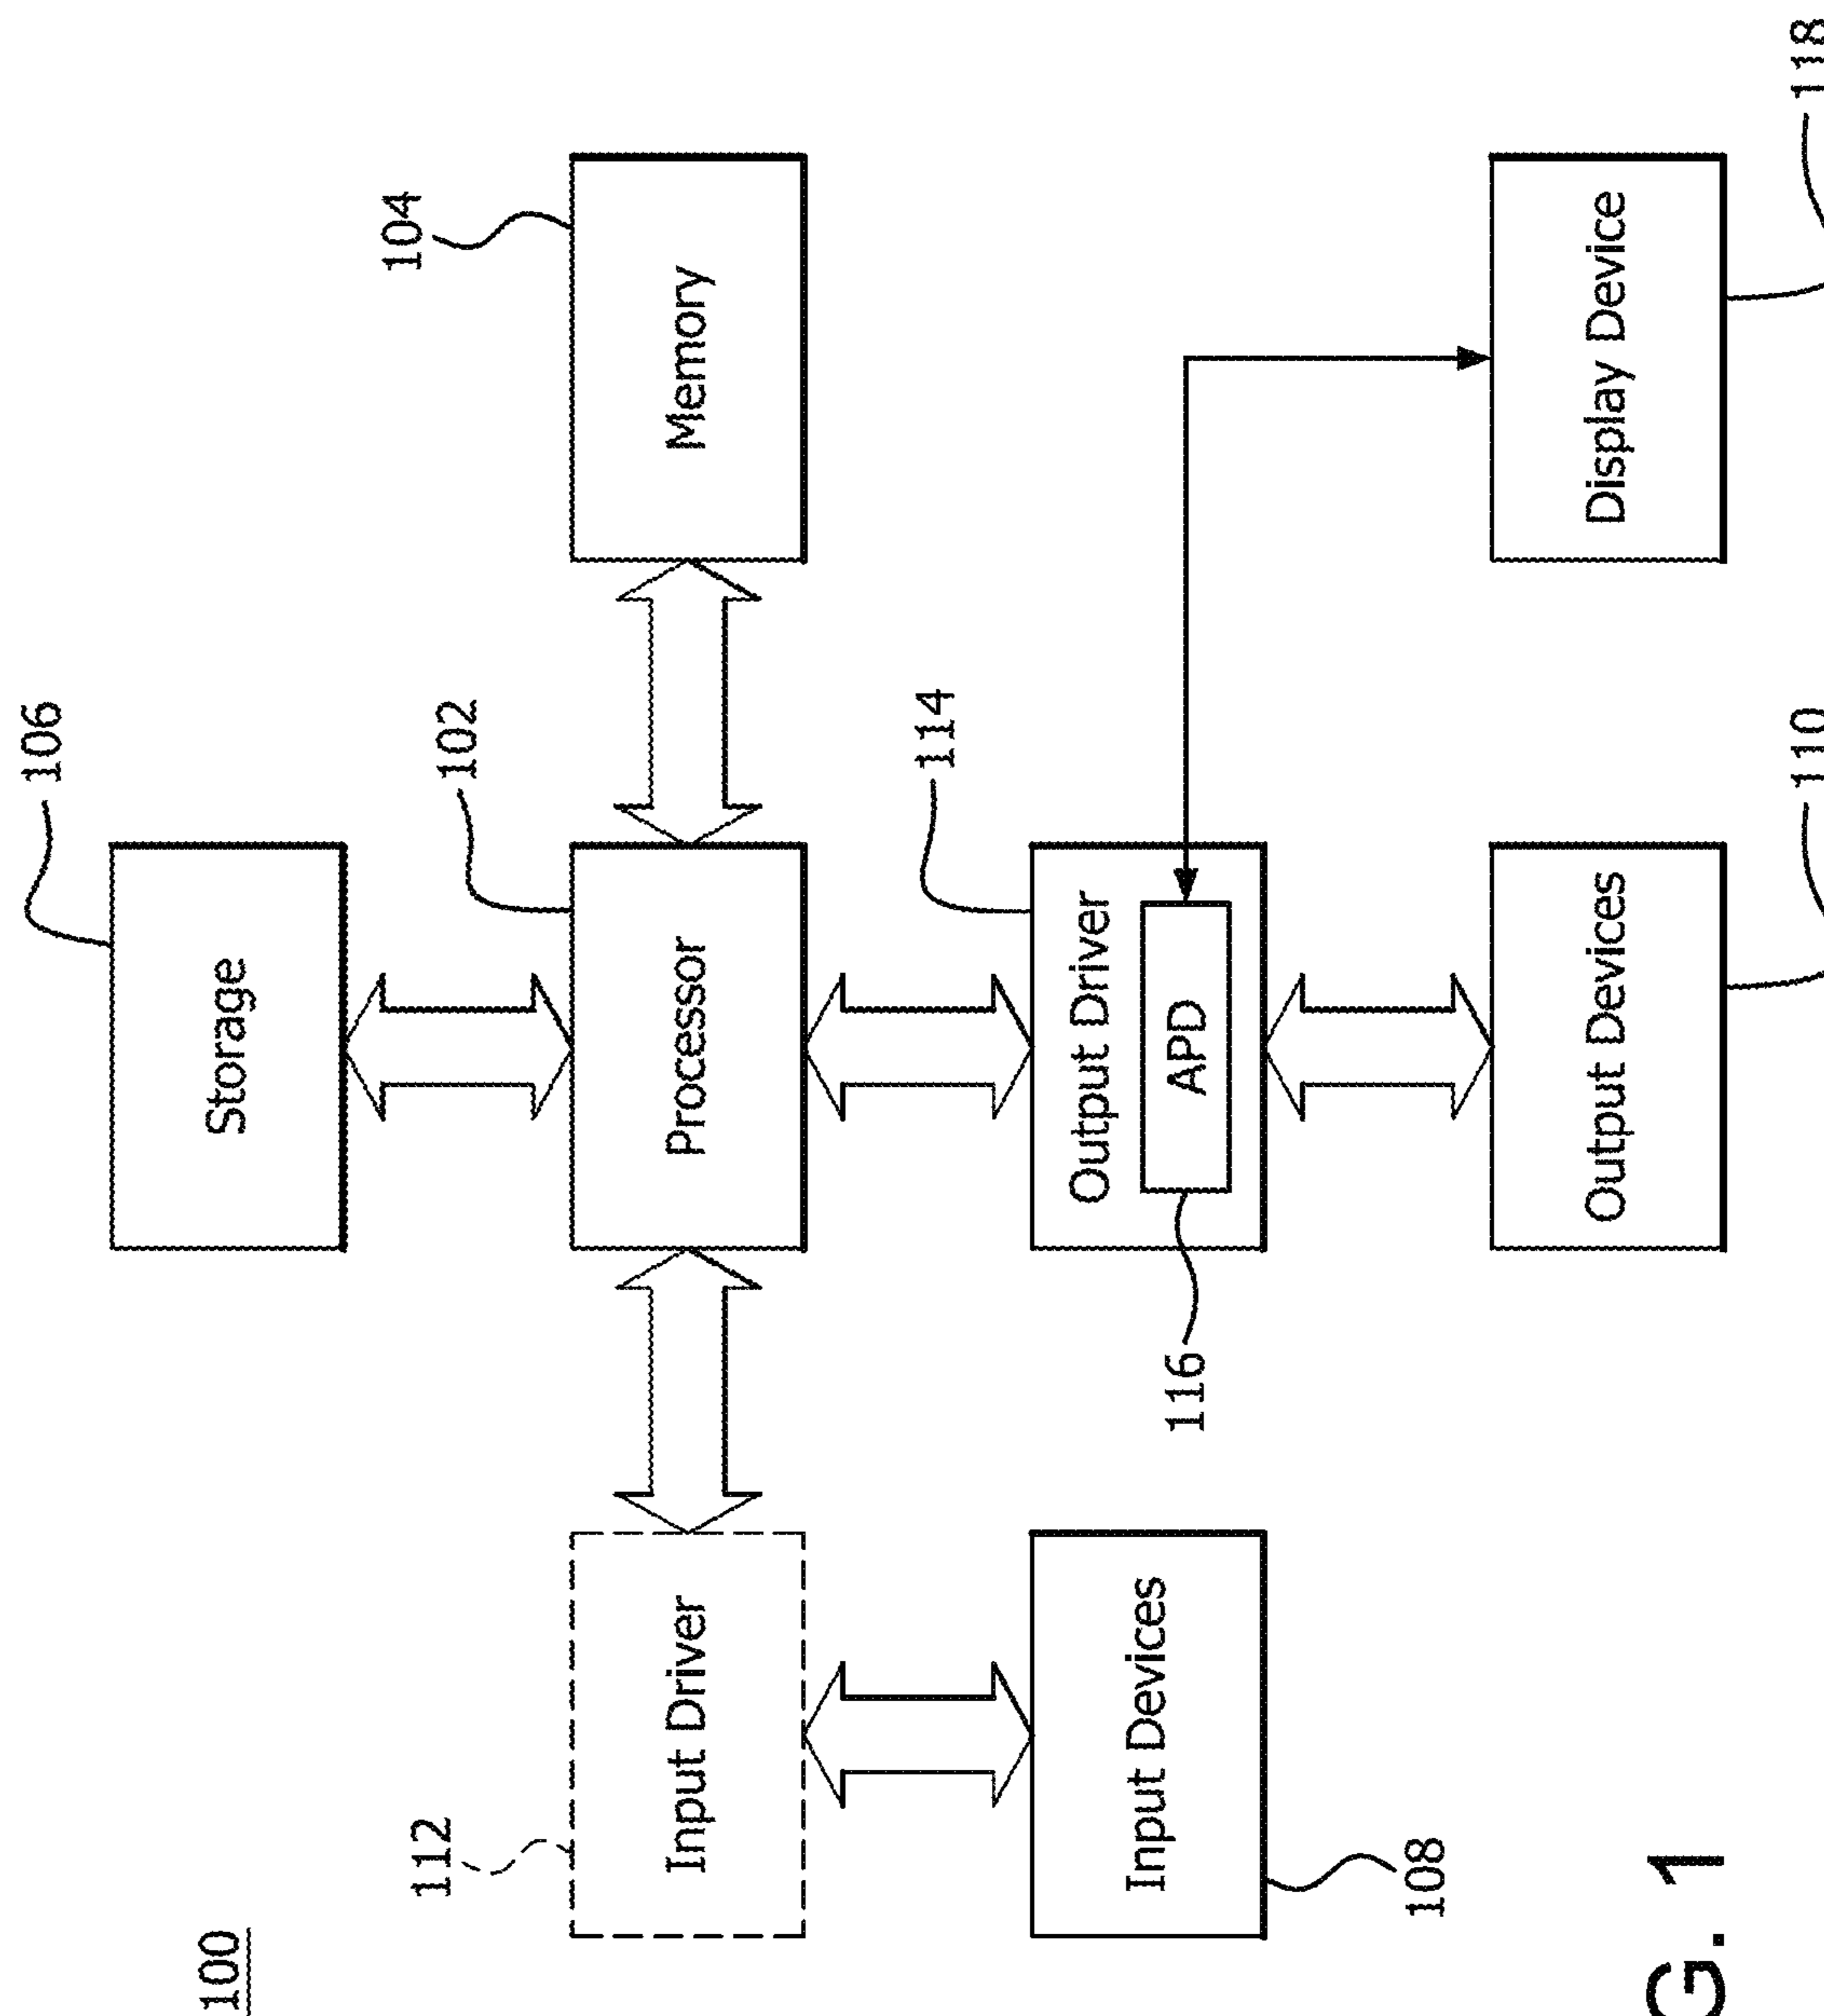 100
106
Storage
112
102
104
Input Driver
Processor
Memory
114
Input Devices
Output Driver
APD
108
116
Output Devices
Display Device
110
118
G. 1